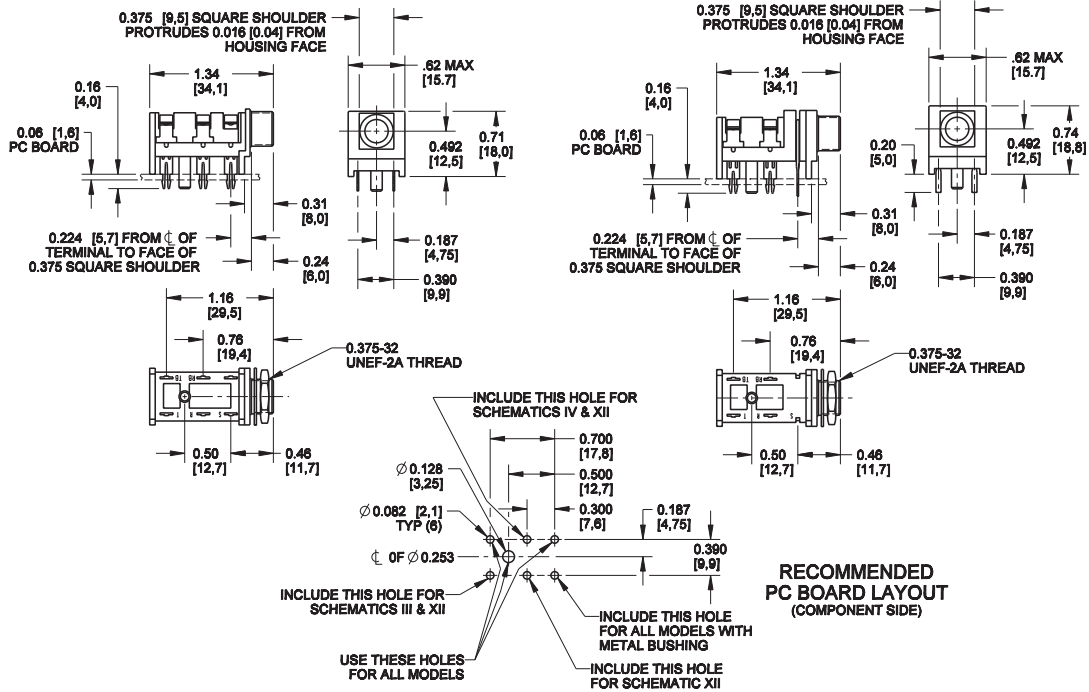 0.375 [9,5] SQUARE SHOULDER
PROTRUDES 0.016 [0.04] FROM
HOUSING FACE
1.34
[34,1]
.62 MAX
[15.7]
0.16
[4,0]
0.06 [1,6]
PC BOARD
0.492
[12,5]
0.71
[18,0]
0.31
[8,0]
0.224 [5,7] FROM ℄ OF
TERMINAL TO FACE OF
0.375 SQUARE SHOULDER
0.24
[6,0]
0.187
[4,75]
0.390
[9,9]
1.16
[29,5]
0.76
[19,4]
0.375-32
UNEF-2A THREAD
TB RB
T R S
0.50
[12,7]
0.46
[11,7]
0.375 [9,5] SQUARE SHOULDER
PROTRUDES 0.016 [0.04] FROM
HOUSING FACE
1.34
[34,1]
.62 MAX
[15.7]
0.16
[4,0]
0.06 [1,6]
PC BOARD
0.20
[5,0]
0.492
[12,5]
0.74
[18,8]
0.31
[8,0]
0.224 [5,7] FROM ℄ OF
TERMINAL TO FACE OF
0.375 SQUARE SHOULDER
0.24
[6,0]
0.187
[4,75]
0.390
[9,9]
1.16
[29,5]
0.76
[19,4]
0.375-32
UNEF-2A THREAD
TB RB
T R S
0.50
[12,7]
0.46
[11,7]
INCLUDE THIS HOLE FOR
SCHEMATICS IV & XII
0.700
[17,8]
Ø 0.128
[3,25]
0.500
[12,7]
Ø 0.082 [2,1]
TYP (6)
0.300
[7,6]
0.187
[4,75]
℄ 0F Ø 0.253
0.390
[9,9]
RECOMMENDED
PC BOARD LAYOUT
(COMPONENT SIDE)
INCLUDE THIS HOLE FOR
SCHEMATICS III & XII
INCLUDE THIS HOLE
FOR ALL MODELS WITH
METAL BUSHING
USE THESE HOLES
FOR ALL MODELS
INCLUDE THIS HOLE
FOR SCHEMATIC XII